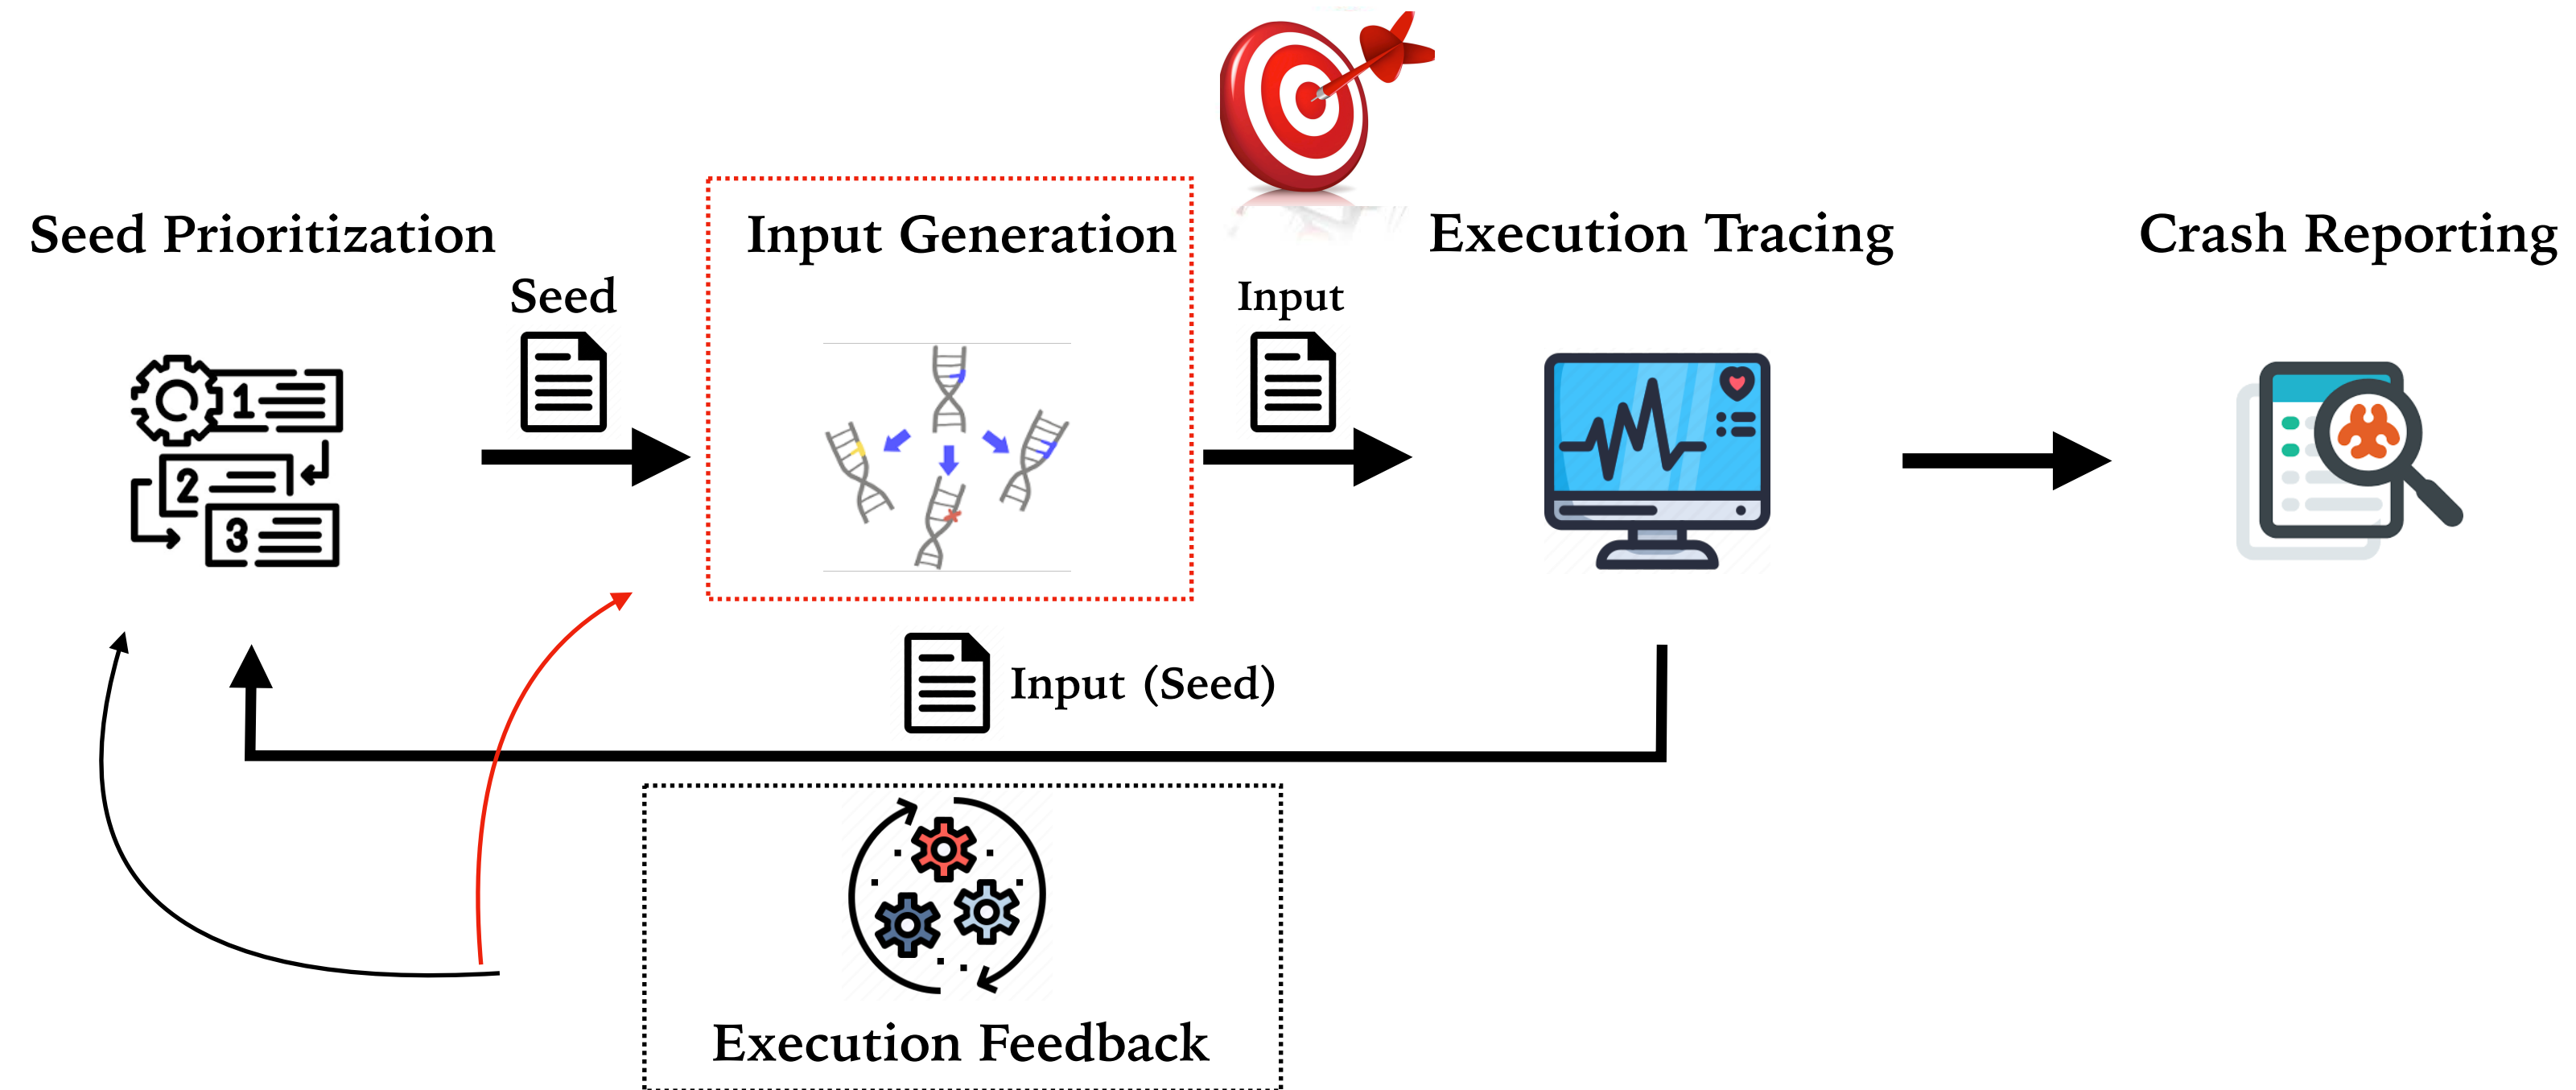 Seed Prioritization
Seed
Input Generation
Input
Execution Tracing
Crash Reporting
1
2
3
Input (Seed)
Execution Feedback